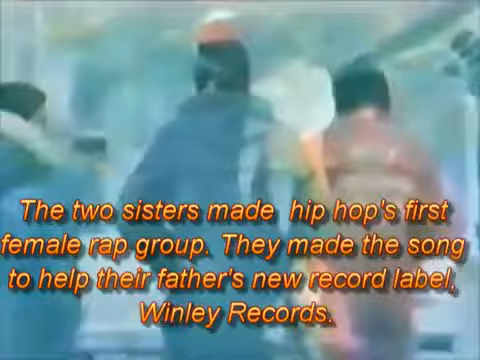 The two sisters made  hip hop's first
female rap group. They made the song
to help their father's new record label,
Winley Records.